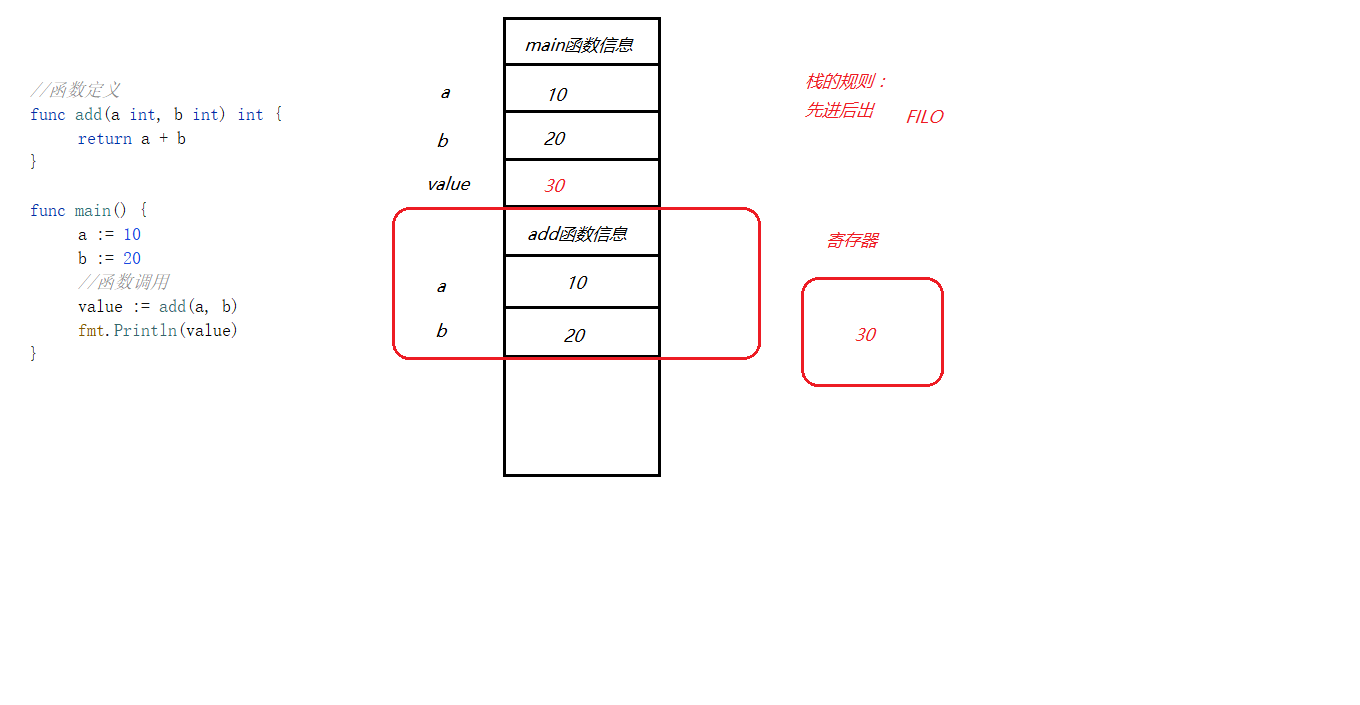 //函数定义
func add(a int, b int) int {
return a + b
}
func main() {
a := 10
b := 20
//函数调用
value := add(a, b)
fmt.Println(value)
}
main函数信息
a
10
b
20
value
30
add函数信息
a
10
b
20
栈的规则：
先进后出
FILO
寄存器
30